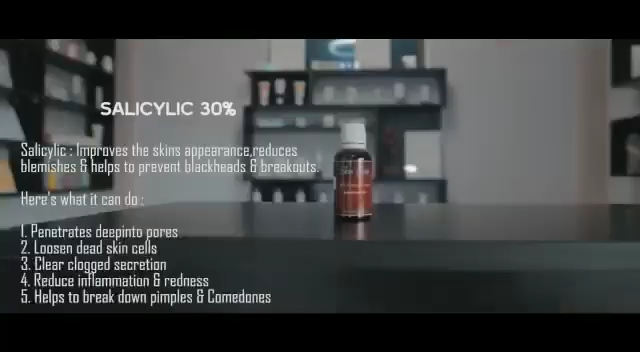 SALICYLIC 30%
Salicylic : Improves the skins appearance,reduces
blemishes & helps to prevent blackheads & breakouts.
Here's what it can do :
1. Penetrates deepinto pores
2. Loosen dead skin cells
3. Clear clogged secretion
4. Reduce inflammation & redness
5. Helps to break down pimples & Comedones